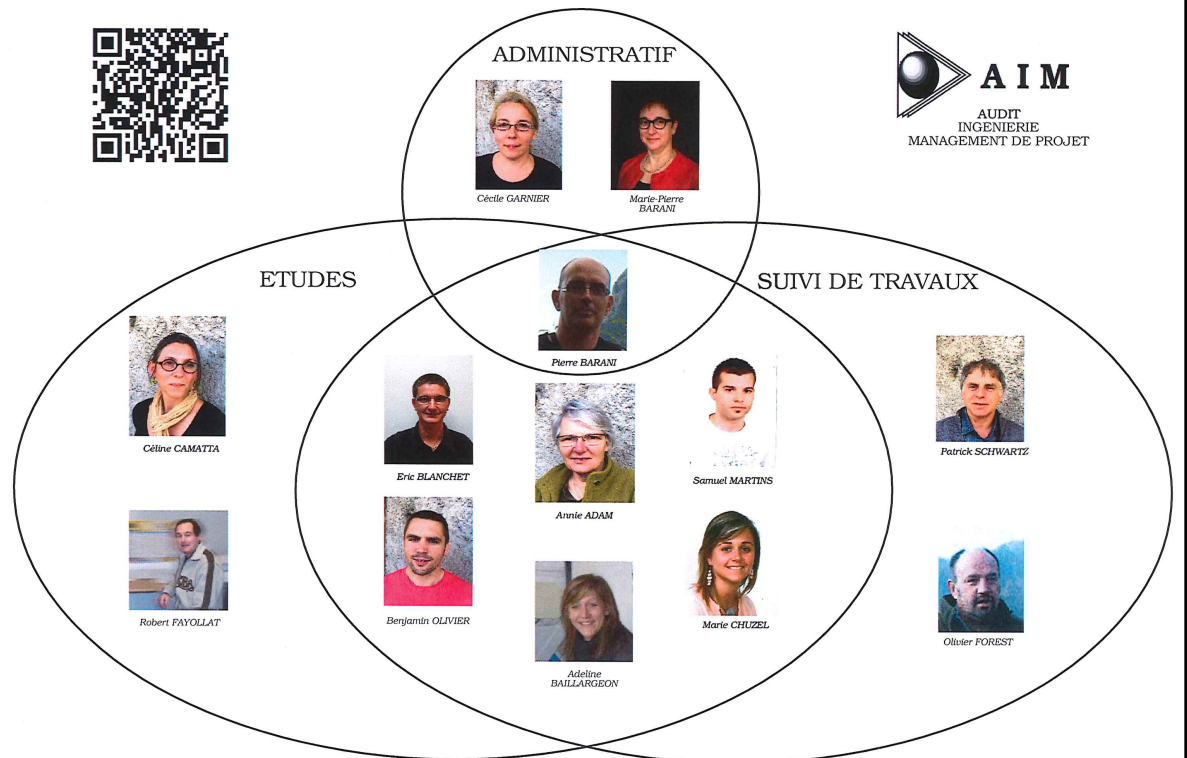 ADMINISTRATIF
AIM
AUDIT
INGENIERIE
MANAGEMENT DE PROJET
Cécile GARNIER
Marie-Pierre
BARANI
ETUDES
SUIVI DE TRAVAUX
Pierre BARANI
Céline CAMATTA
Eric BLANCHET
Annie ADAM
Samuel MARTINS
Patrick SCHWARTZ
Robert FAYOLLAT
Benjamin OLIVIER
Adeline
BAILLARGEON
Marie CHUZEL
Olivier FOREST